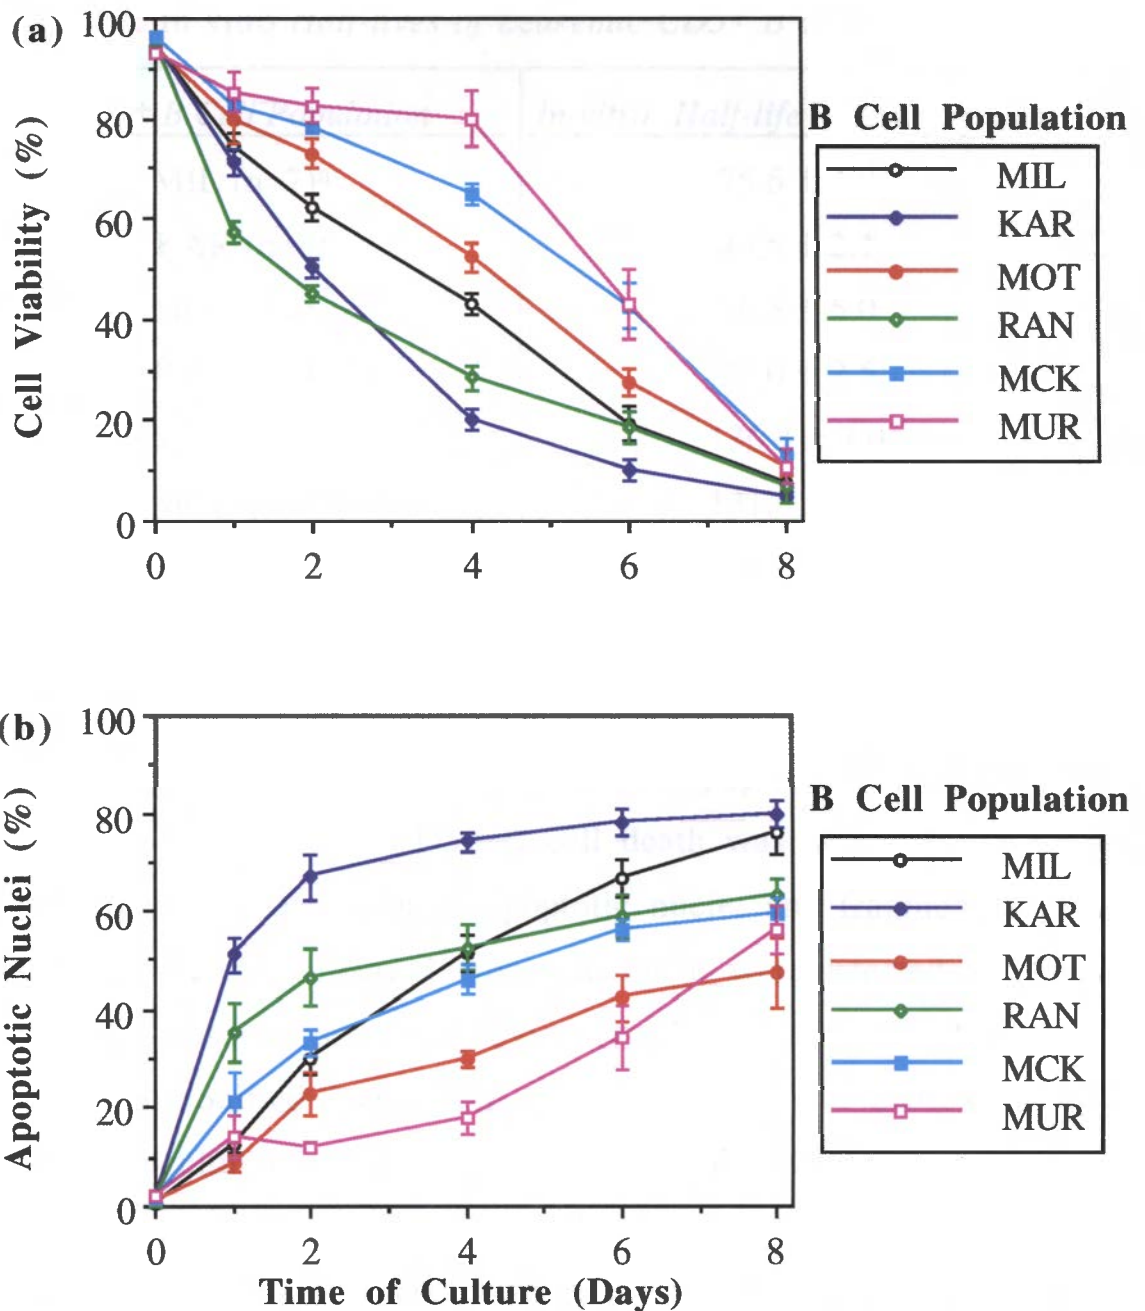 (a)
100
80
60
40
20
0
Cell Viability (%)
0 2 4 6 8
B Cell Population
MIL
KAR
MOT
RAN
MCK
MUR
(b)
100
80
60
40
20
0
Apoptotic Nuclei (%)
0 2 4 6 8
Time of Culture (Days)
B Cell Population
MIL
KAR
MOT
RAN
MCK
MUR